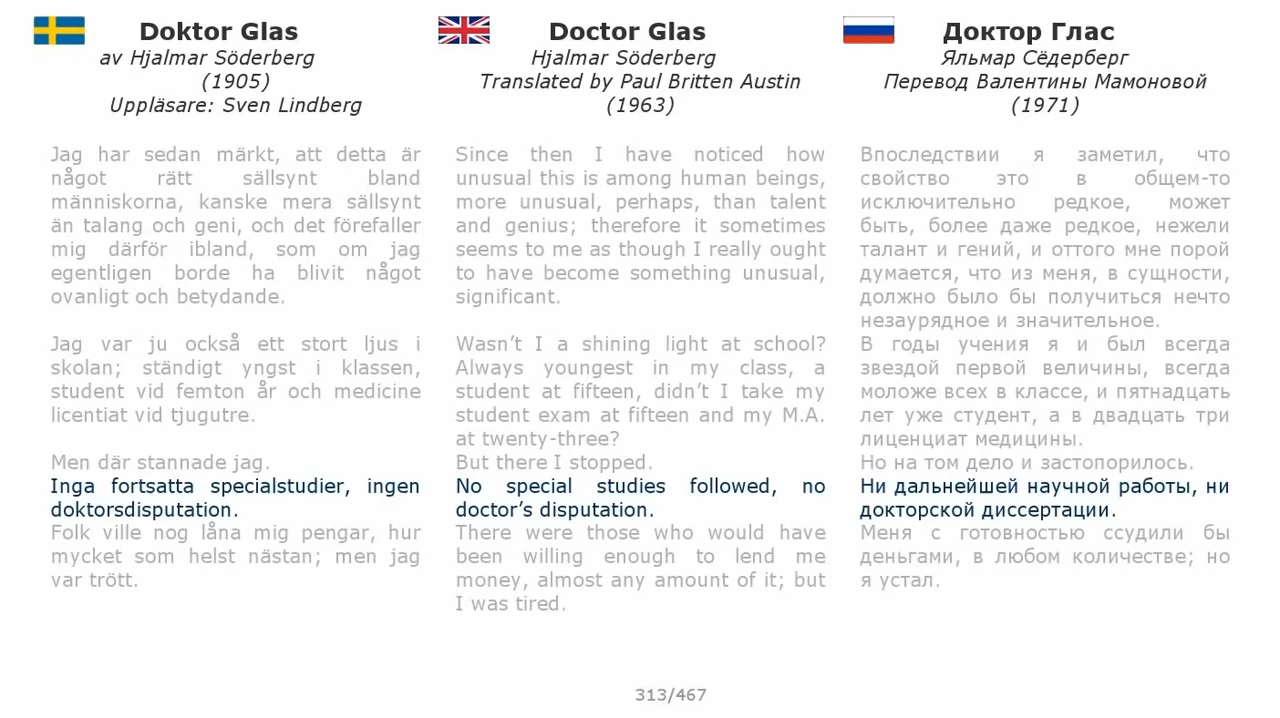 Doktor Glas
av Hjalmar Söderberg
(1905)
Uppläsare: Sven Lindberg
Jag har sedan märkt, att detta är
något rätt sällsynt bland
människorna, kanske mera sällsynt
än talang och geni, och det förefaller
mig därför ibland, som om jag
egentligen borde ha blivit något
ovanligt och betydande.
Jag var ju också ett stort ljus i
skolan; ständigt yngst i klassen,
student vid femton år och medicine
licentiat vid tjugutre.
Men där stannade jag.
Inga fortsatta specialstudier, ingen
doktorsdisputation.
Folk ville nog låna mig pengar, hur
mycket som helst nästan; men jag
var trött.
Doctor Glas
Hjalmar Söderberg
Translated by Paul Britten Austin
(1963)
Since then I have noticed how
unusual this is among human beings,
more unusual, perhaps, than talent
and genius; therefore it sometimes
seems to me as though I really ought
to have become something unusual,
significant.
Wasn’t I a shining light at school?
Always youngest in my class, a
student at fifteen, didn’t I take my
student exam at fifteen and my M.A.
at twenty-three?
But there I stopped.
No special studies followed, no
doctor’s disputation.
There were those who would have
been willing enough to lend me
money, almost any amount of it; but
I was tired.
Доктор Глас
Яльмар Сёдерберг
Перевод Валентины Мамоновой
(1971)
Впоследствии я заметил, что
свойство это в общем-то
исключительно редкое, может
быть, более даже редкое, нежели
талант и гений, и оттого мне порой
думается, что из меня, в сущности,
должно было бы получиться нечто
незаурядное и значительное.
В годы учения я и был всегда
звездой первой величины, всегда
моложе всех в классе, и пятнадцать
лет уже студент, а в двадцать три
лиценциат медицины.
Но на том дело и застопорилось.
Ни дальнейшей научной работы, ни
докторской диссертации.
Меня с готовностью ссудили бы
деньгами, в любом количестве; но
я устал.
313/467